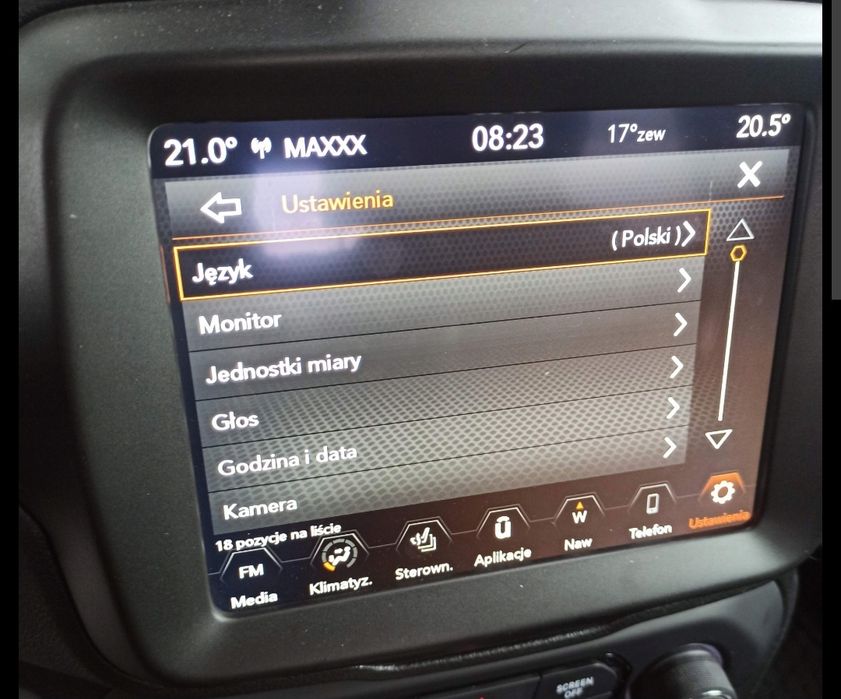 21.0° MAXXX 08:23 17°zew 20.5°
Ustawienia X
Język ( Polski )
Monitor
Jednostki miary
Głos
Godzina i data
Kamera
18 pozycje na liście
FM W
Media Klimatyz. Sterown. Aplikacje Naw Telefon Ustawienia
SCREEN
OFF